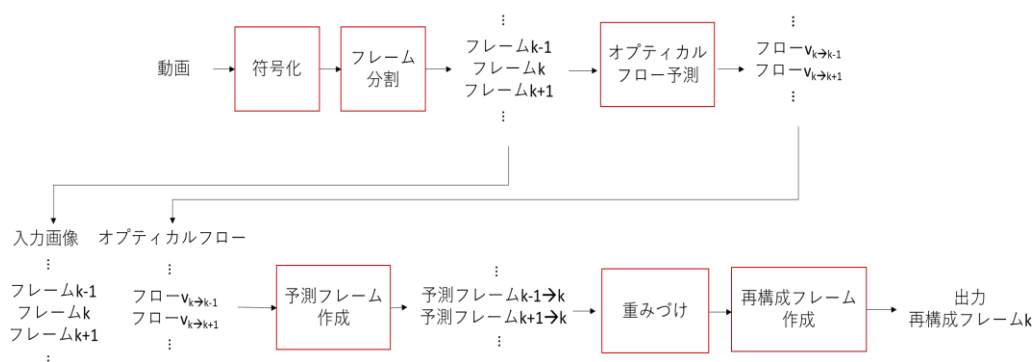 動画
符号化
フレーム
分割
⋮
フレームk-1
フレームk
フレームk+1
⋮
オプティカル
フロー予測
⋮
フローvk→k-1
フローvk→k+1
⋮
入力画像
⋮
フレームk-1
フレームk
フレームk+1
⋮
オプティカルフロー
⋮
フローvk→k-1
フローvk→k+1
⋮
予測フレーム
作成
⋮
予測フレームk-1→k
予測フレームk+1→k
⋮
重みづけ
再構成フレーム
作成
出力
再構成フレームk